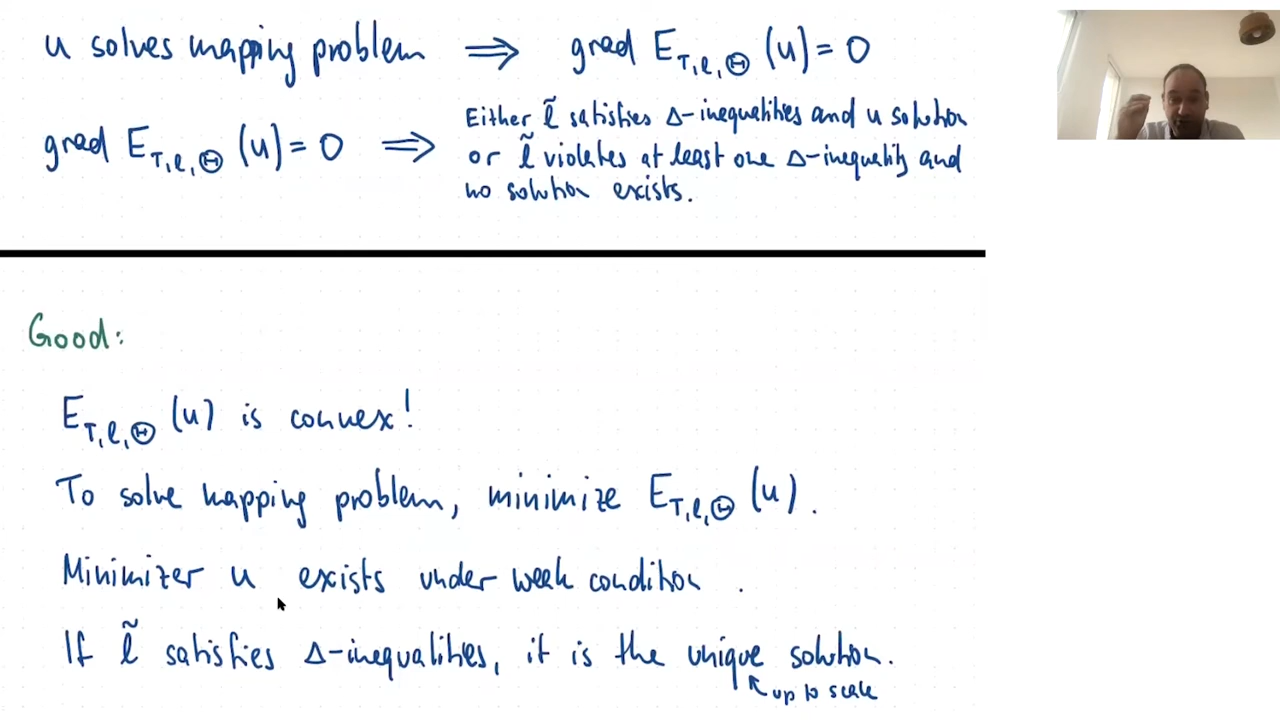 u solves mapping problem ⟹ grad E_{T,ℓ,Θ} (u) = 0
grad E_{T,ℓ,Θ} (u) = 0 ⟹ Either ℓ̃ satisfies Δ-inequalities and u solution
or ℓ̃ violates at least one Δ-inequality and
no solution exists.
Good:
E_{T,ℓ,Θ} (u) is convex!
To solve mapping problem, minimize E_{T,ℓ,Θ} (u).
Minimizer u exists under weak condition.
If ℓ̃ satisfies Δ-inequalities, it is the unique solution.
↖ up to scale